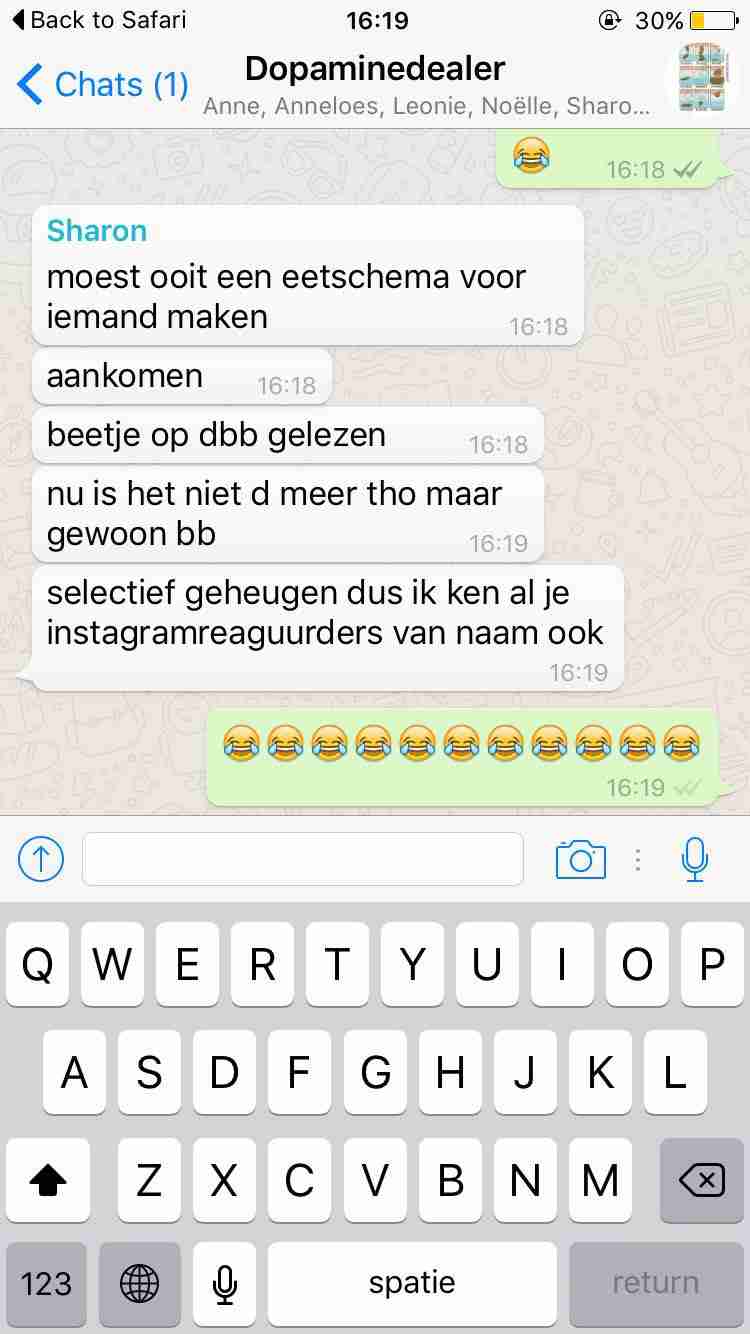 Back to Safari 16:19 30%
Chats (1) Dopaminedealer
Anne, Anneloes, Leonie, Noëlle, Sharo...
😂 16:18
Sharon
moest ooit een eetschema voor
iemand maken 16:18
aankomen 16:18
beetje op dbb gelezen 16:18
nu is het niet d meer tho maar
gewoon bb 16:19
selectief geheugen dus ik ken al je
instagramreaguurders van naam ook
16:19
😂😂😂😂😂😂😂😂😂😂😂
16:19
Q W E R T Y U I O P
A S D F G H J K L
Z X C V B N M
123 spatie return